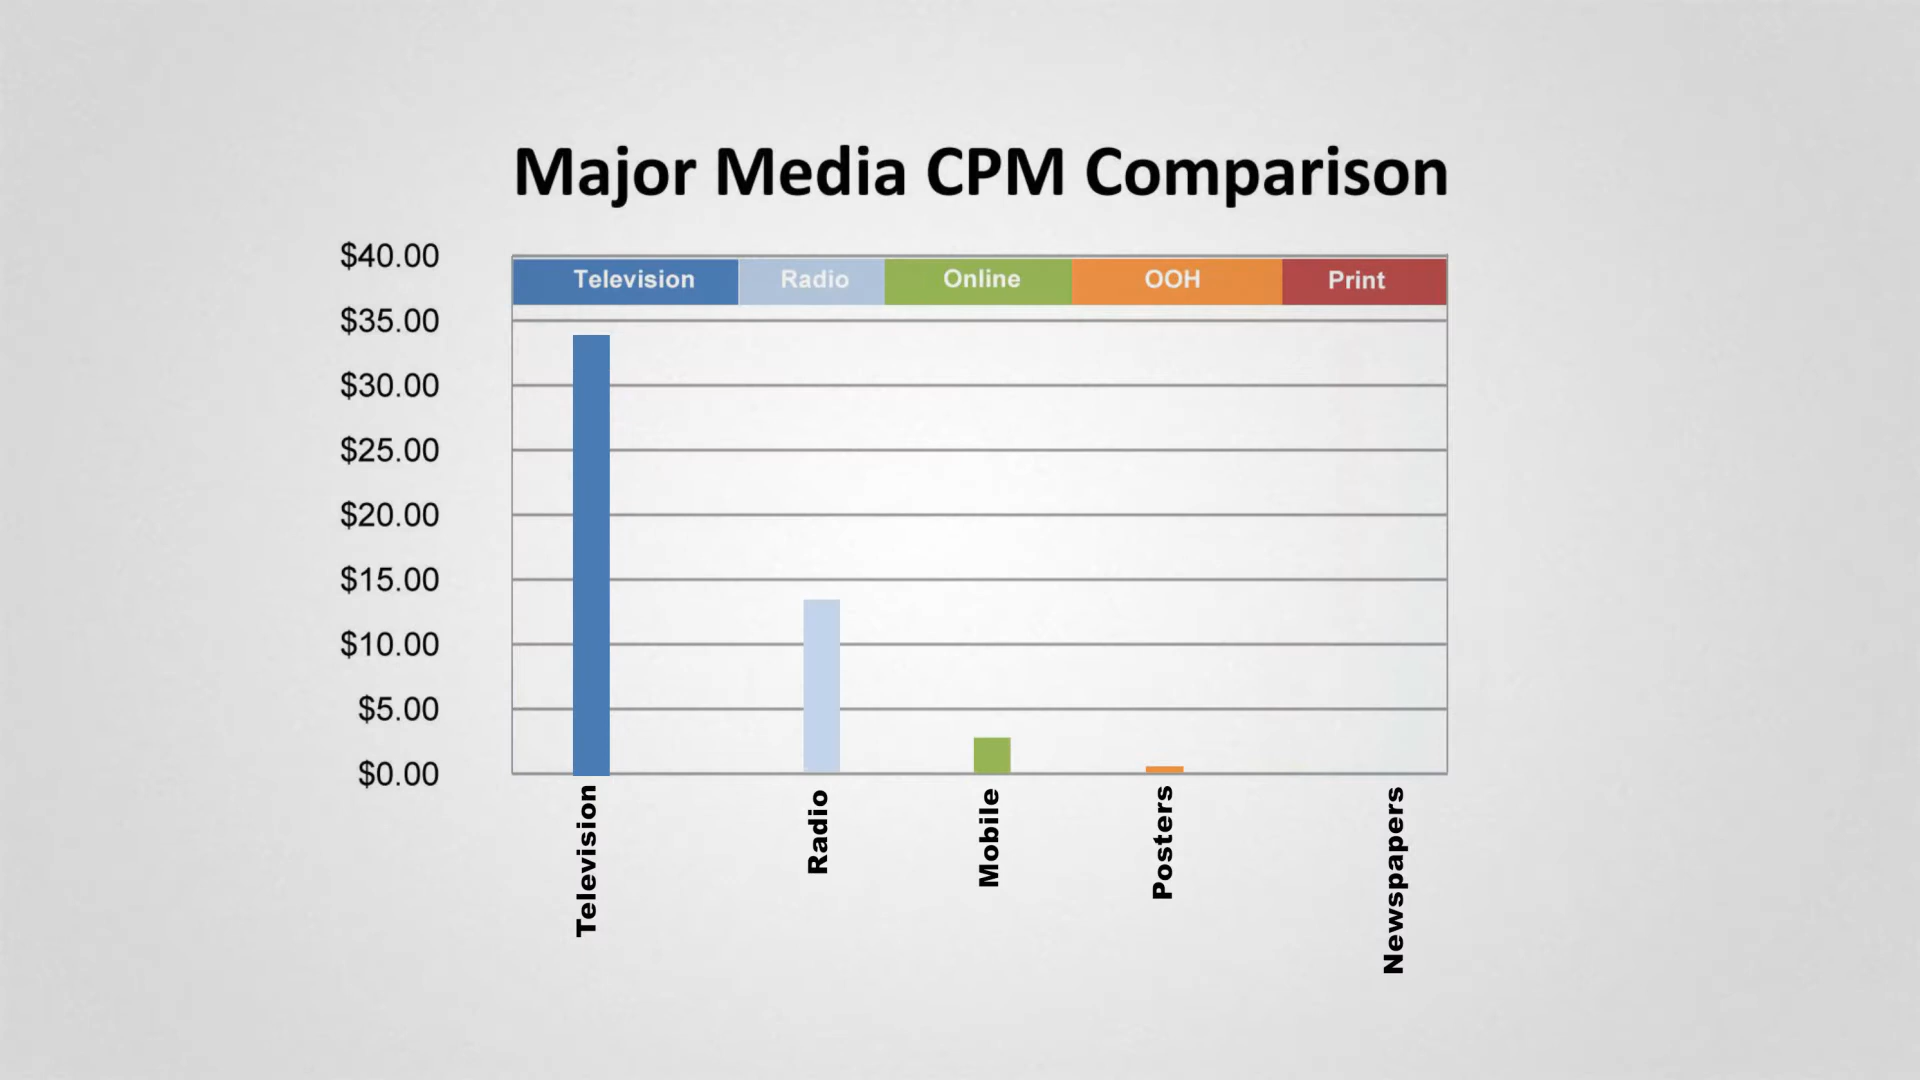 Major Media CPM Comparison
$40.00
Television Radio Online OOH Print
$35.00
$30.00
$25.00
$20.00
$15.00
$10.00
$5.00
$0.00
Television
Radio
Mobile
Posters
Newspapers